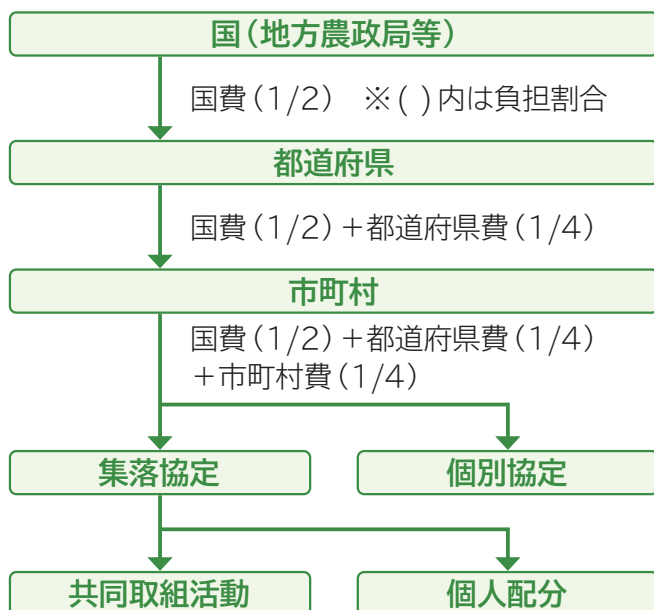 国（地方農政局等）
国費（1/2）　※（ ）内は負担割合
都道府県
国費（1/2）＋都道府県費（1/4）
市町村
国費（1/2）＋都道府県費（1/4）
＋市町村費（1/4）
集落協定
個別協定
共同取組活動
個人配分